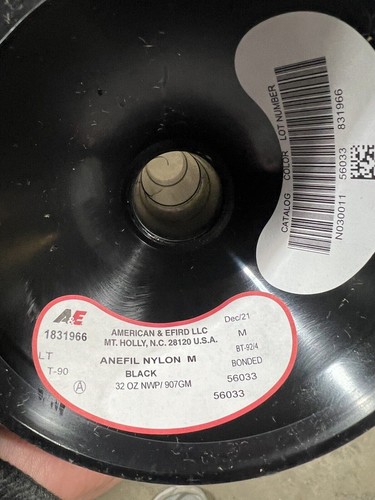 A&E
1831966
AMERICAN & EFIRD LLC
MT. HOLLY, N.C. 28120 U.S.A.
Dec/21
M
ANEFIL NYLON M
BT-92/4
LT
BLACK
BONDED
T-90
A
32 OZ NWP/ 907GM
56033
56033
CATALOG COLOR LOT NUMBER
N030011 56033 831966